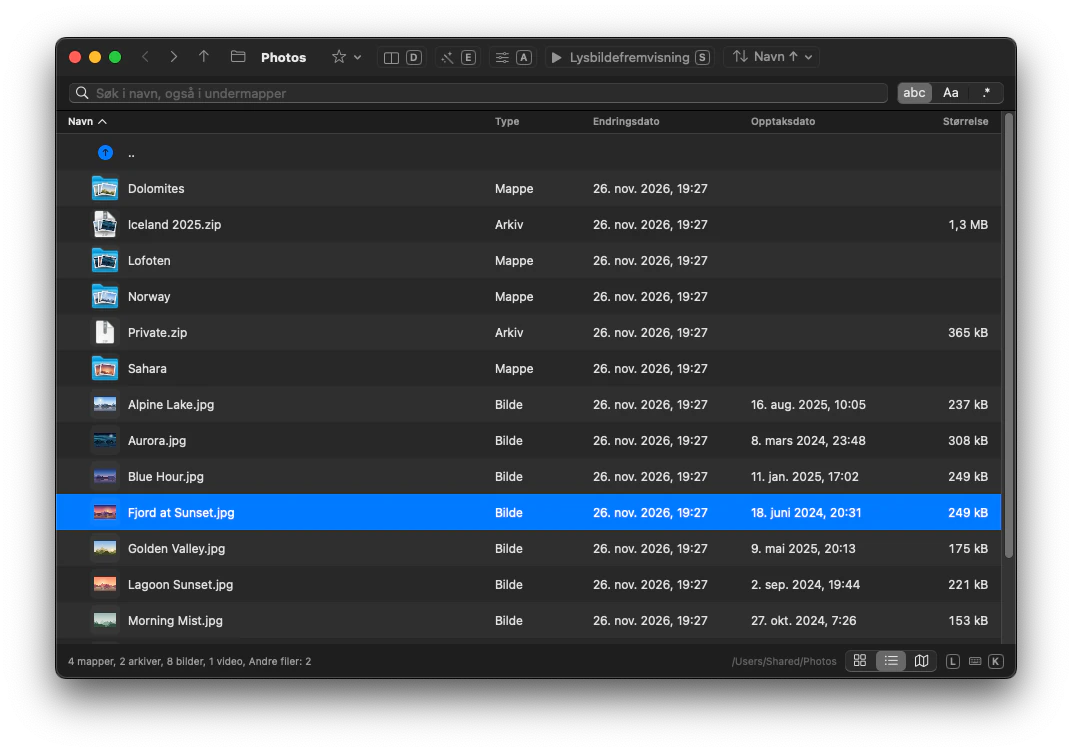 Photos D E A Lysbildefremvisning S Navn
Søk i navn, også i undermapper abc Aa .*
Navn Type Endringsdato Opptaksdato Størrelse
..
Dolomites Mappe 26. nov. 2026, 19:27
Iceland 2025.zip Arkiv 26. nov. 2026, 19:27 1,3 MB
Lofoten Mappe 26. nov. 2026, 19:27
Norway Mappe 26. nov. 2026, 19:27
Private.zip Arkiv 26. nov. 2026, 19:27 365 kB
Sahara Mappe 26. nov. 2026, 19:27
Alpine Lake.jpg Bilde 26. nov. 2026, 19:27 16. aug. 2025, 10:05 237 kB
Aurora.jpg Bilde 26. nov. 2026, 19:27 8. mars 2024, 23:48 308 kB
Blue Hour.jpg Bilde 26. nov. 2026, 19:27 11. jan. 2025, 17:02 249 kB
Fjord at Sunset.jpg Bilde 26. nov. 2026, 19:27 18. juni 2024, 20:31 249 kB
Golden Valley.jpg Bilde 26. nov. 2026, 19:27 9. mai 2025, 20:13 175 kB
Lagoon Sunset.jpg Bilde 26. nov. 2026, 19:27 2. sep. 2024, 19:44 221 kB
Morning Mist.jpg Bilde 26. nov. 2026, 19:27 27. okt. 2024, 7:26 153 kB
4 mapper, 2 arkiver, 8 bilder, 1 video, Andre filer: 2 /Users/Shared/Photos L K